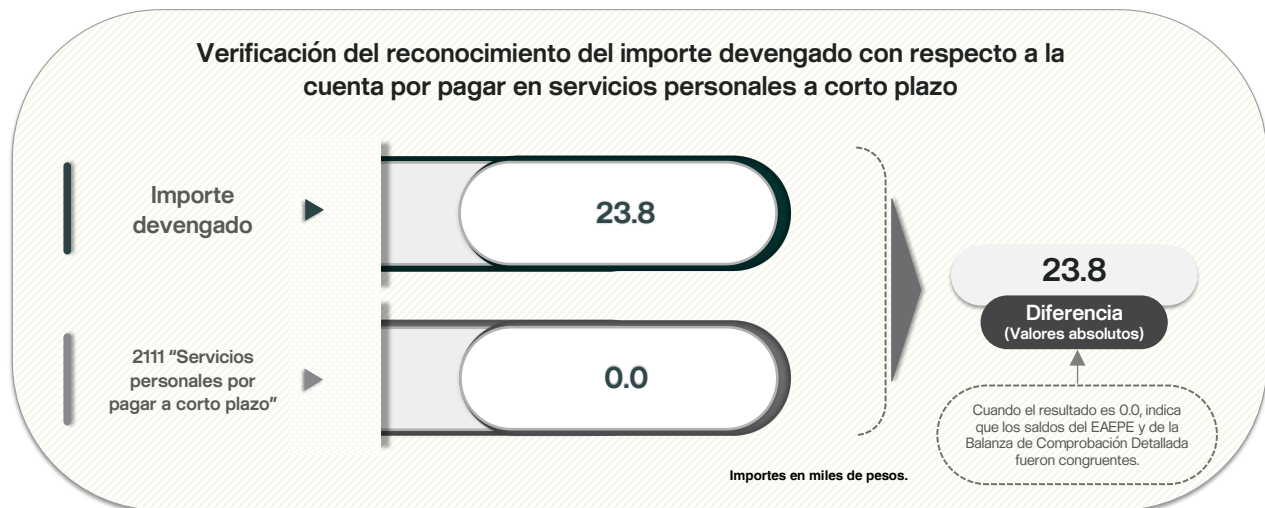 Verificación del reconocimiento del importe devengado con respecto a la
cuenta por pagar en servicios personales a corto plazo
Importe
devengado
23.8
2111 "Servicios
personales por
pagar a corto plazo"
0.0
23.8
Diferencia
(Valores absolutos)
Cuando el resultado es 0.0, indica
que los saldos del EAEPE y de la
Balanza de Comprobación Detallada
fueron congruentes.
Importes en miles de pesos.